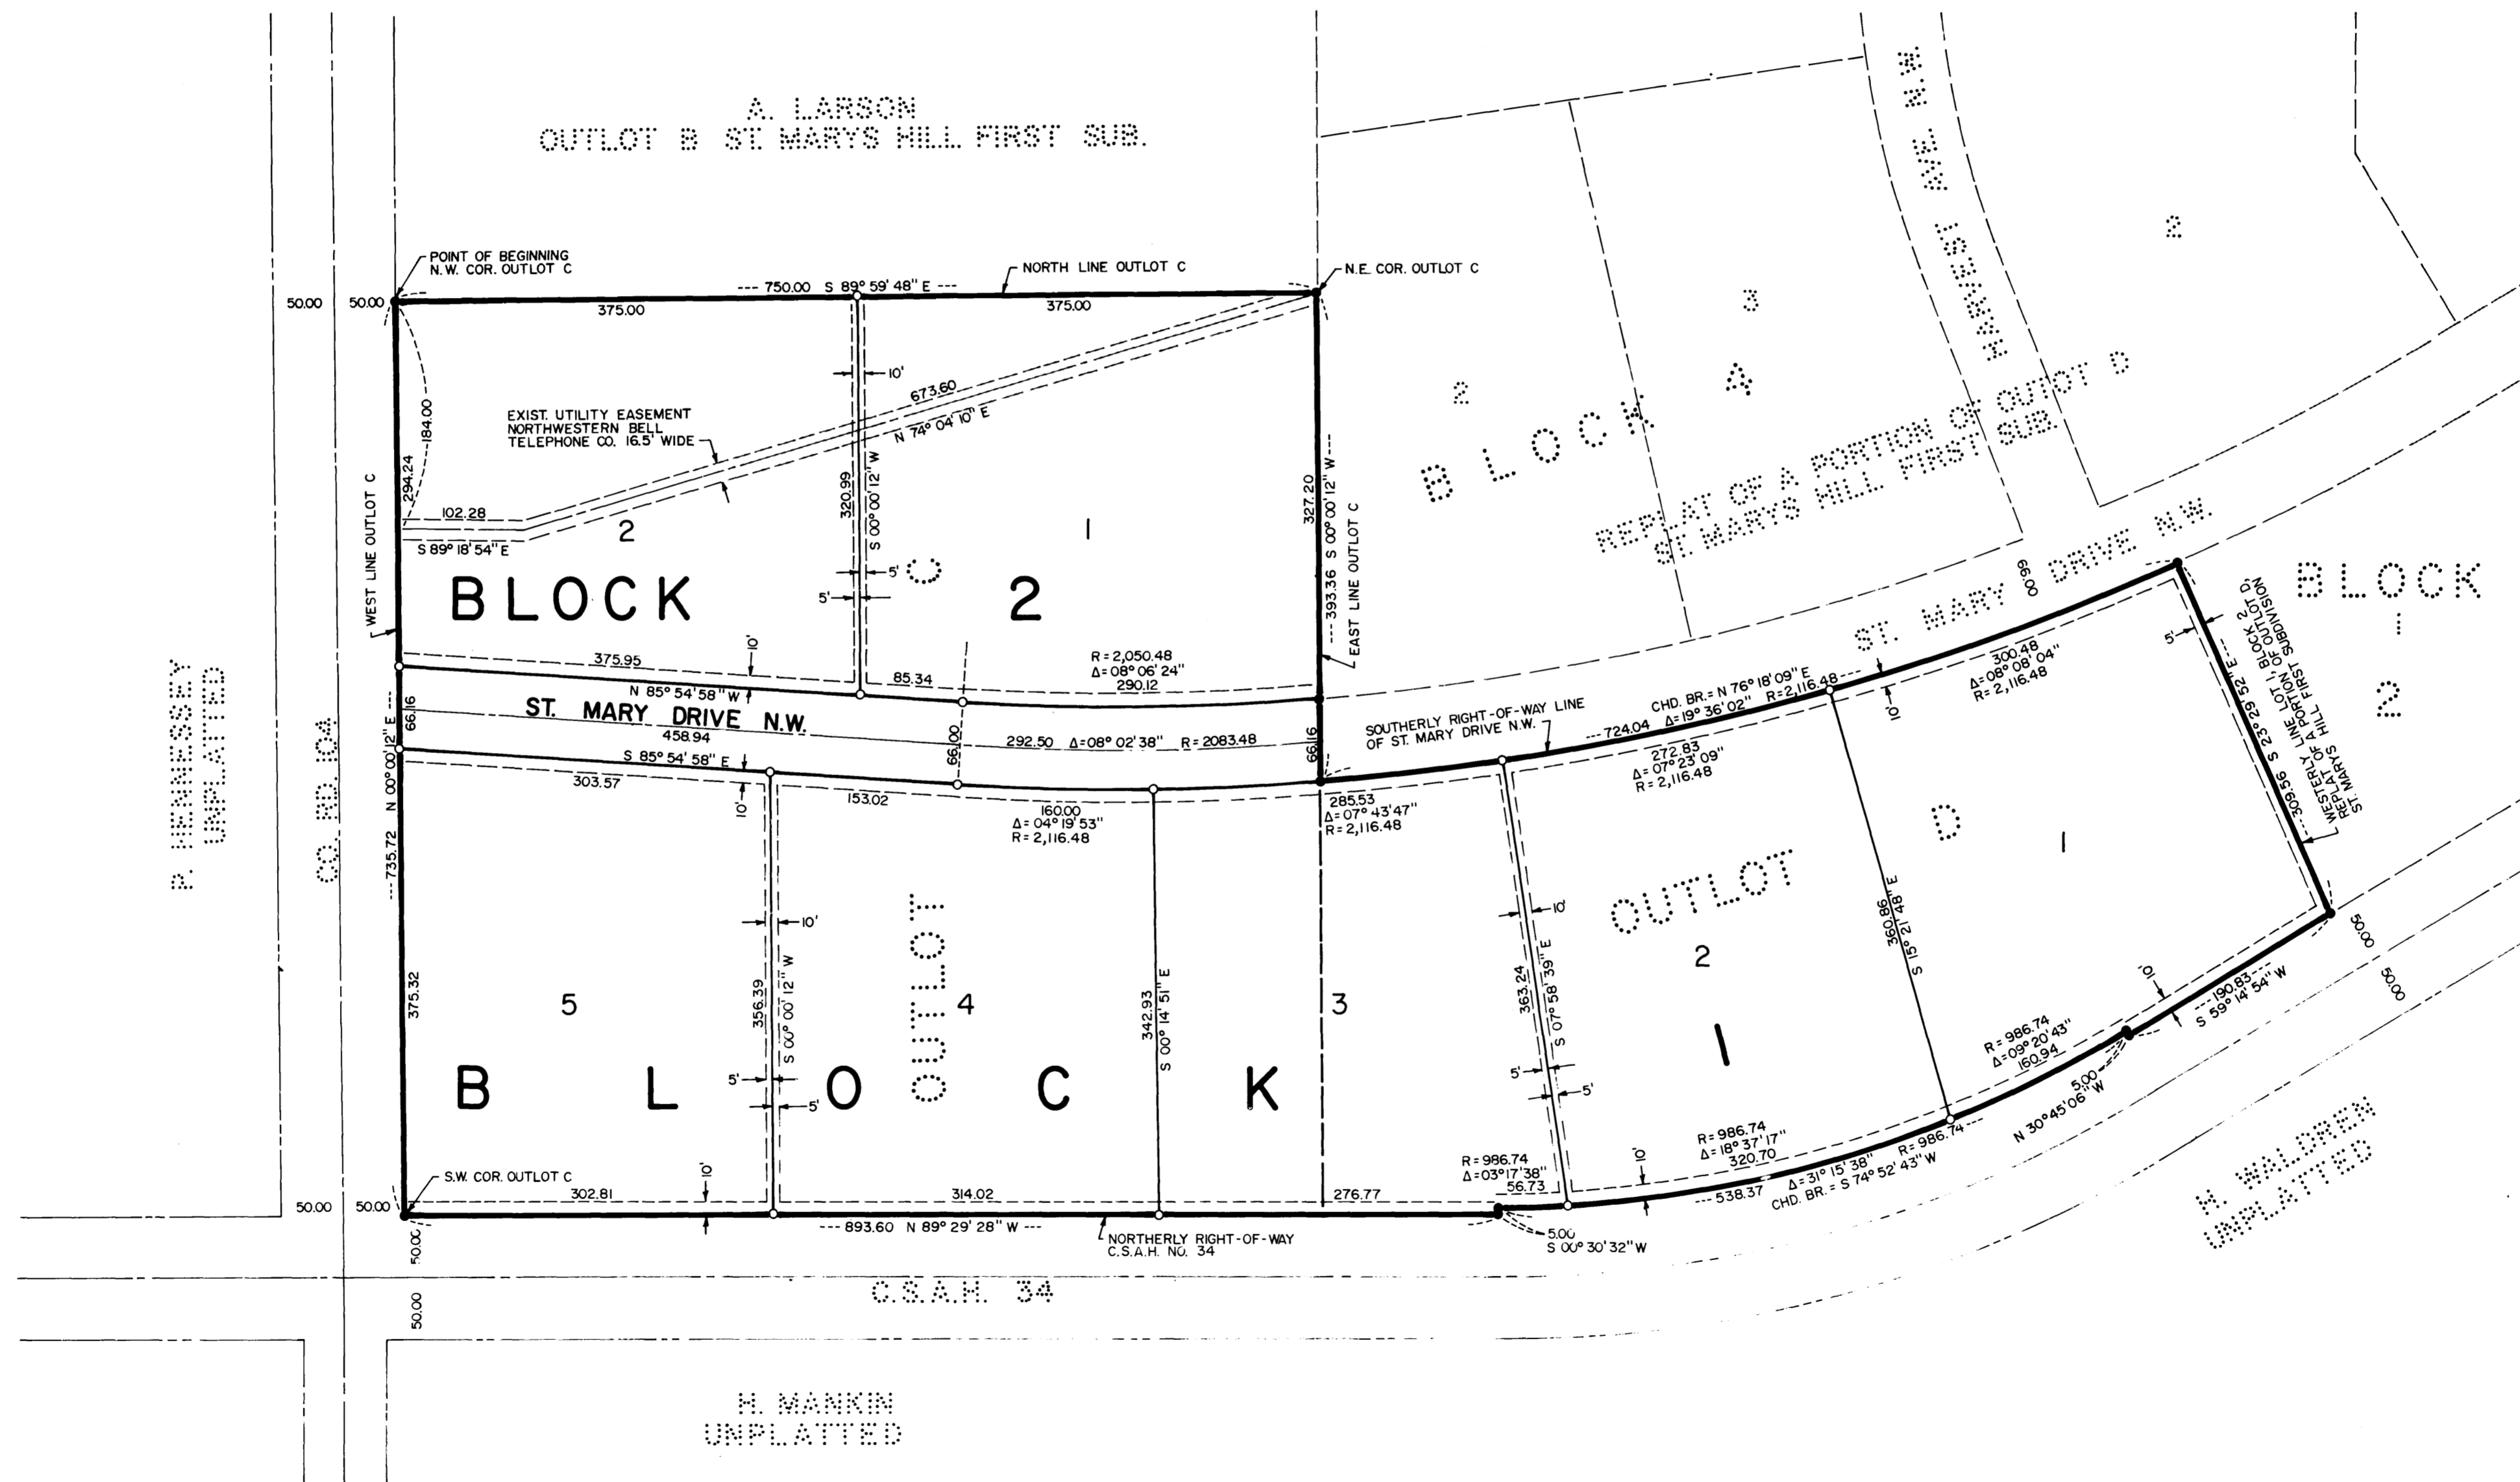 A. LARSON
OUTLOT B ST. MARYS HILL FIRST SUB.
HENNESSY AVE N.W.
2
POINT OF BEGINNING
N.W. COR. OUTLOT C
--- 750.00 S 89° 59' 48" E ---
NORTH LINE OUTLOT C
N.E. COR. OUTLOT C
50.00
50.00
375.00
375.00
3
10'
673.60
N 74° 04' 10" E
2
BLOCK 4
REPLAT OF A PORTION OF OUTLOT D
ST. MARYS HILL FIRST SUB.
184.00
EXIST. UTILITY EASEMENT
NORTHWESTERN BELL
TELEPHONE CO. 16.5' WIDE
294.24
WEST LINE OUTLOT C
102.28
S 89° 18' 54" E
320.99
S 00° 00' 12" W
327.20
--- 393.36 S 00° 00' 12" W ---
EAST LINE OUTLOT C
2
1
C
5'
5'
BLOCK 2
66.00
ST. MARY DRIVE N.W.
BLOCK
1
2
5'
--- 309.56 S 23° 29' 52" E ---
WESTERLY LINE LOT 1, BLOCK 2,
REPLAT OF A PORTION OF OUTLOT D,
ST. MARYS HILL FIRST SUBDIVISION
375.95
10'
N 85° 54' 58" W
85.34
R = 2,050.48
Δ = 08° 06' 24"
290.12
ST. MARY DRIVE N.W.
66.16
458.94
66.00
292.50 Δ=08° 02' 38" R = 2083.48
66.16
SOUTHERLY RIGHT-OF-WAY LINE
OF ST. MARY DRIVE N.W.
CHD. BR. = N 76° 18' 09" E
--- 724.04 Δ=19° 36' 02" R=2,116.48 ---
10'
300.48
Δ=08° 08' 04"
R = 2,116.48
P. HENNESSEY
UNPLATTED
CO. RD. 104
--- 735.72 N 00° 00' 12" E ---
S 85° 54' 58" E
303.57
10'
153.02
160.00
Δ= 04° 19' 53"
R = 2,116.48
285.53
Δ= 07° 43' 47"
R = 2,116.48
272.83
Δ= 07° 23' 09"
R = 2,116.48
D
1
OUTLOT
375.32
5
10'
356.39
S 00° 00' 12" W
OUTLOT
4
342.93
S 00° 14' 51" E
3
10'
363.24
S 07° 58' 39" E
2
360.86
S 15° 21' 48" E
50.00
50.00
10'
--- 190.83 ---
S 59° 14' 54" W
5'
5'
BLOCK 1
5'
5'
R = 986.74
Δ=09° 20' 43"
160.94
5.00
N 30° 45' 06" W
H. WALDREN
UNPLATTED
S.W. COR. OUTLOT C
50.00
50.00
302.81
10'
314.02
276.77
R = 986.74
Δ=03° 17' 38"
56.73
10'
R = 986.74
Δ= 18° 37' 17"
320.70
--- 538.37 Δ= 31° 15' 38" R = 986.74 ---
CHD. BR. = S 74° 52' 43" W
--- 893.60 N 89° 29' 28" W ---
NORTHERLY RIGHT-OF-WAY
C.S.A.H. NO. 34
5.00
S 00° 30' 32" W
50.00
C.S.A.H. 34
50.00
H. MANKIN
UNPLATTED